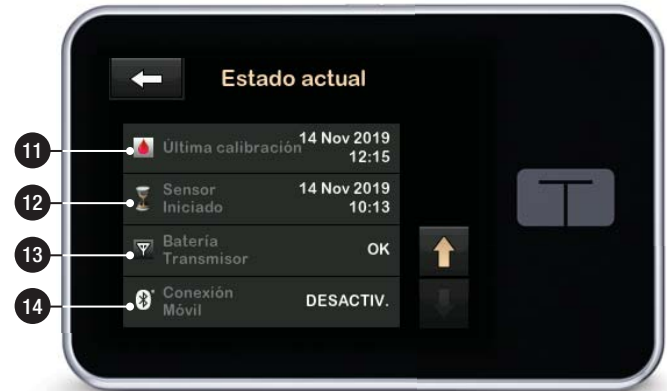 Estado actual
11
Última calibración
14 Nov 2019
12:15
12
Sensor
Iniciado
14 Nov 2019
10:13
13
Batería
Transmisor
OK
14
Conexión
Móvil
DESACTIV.